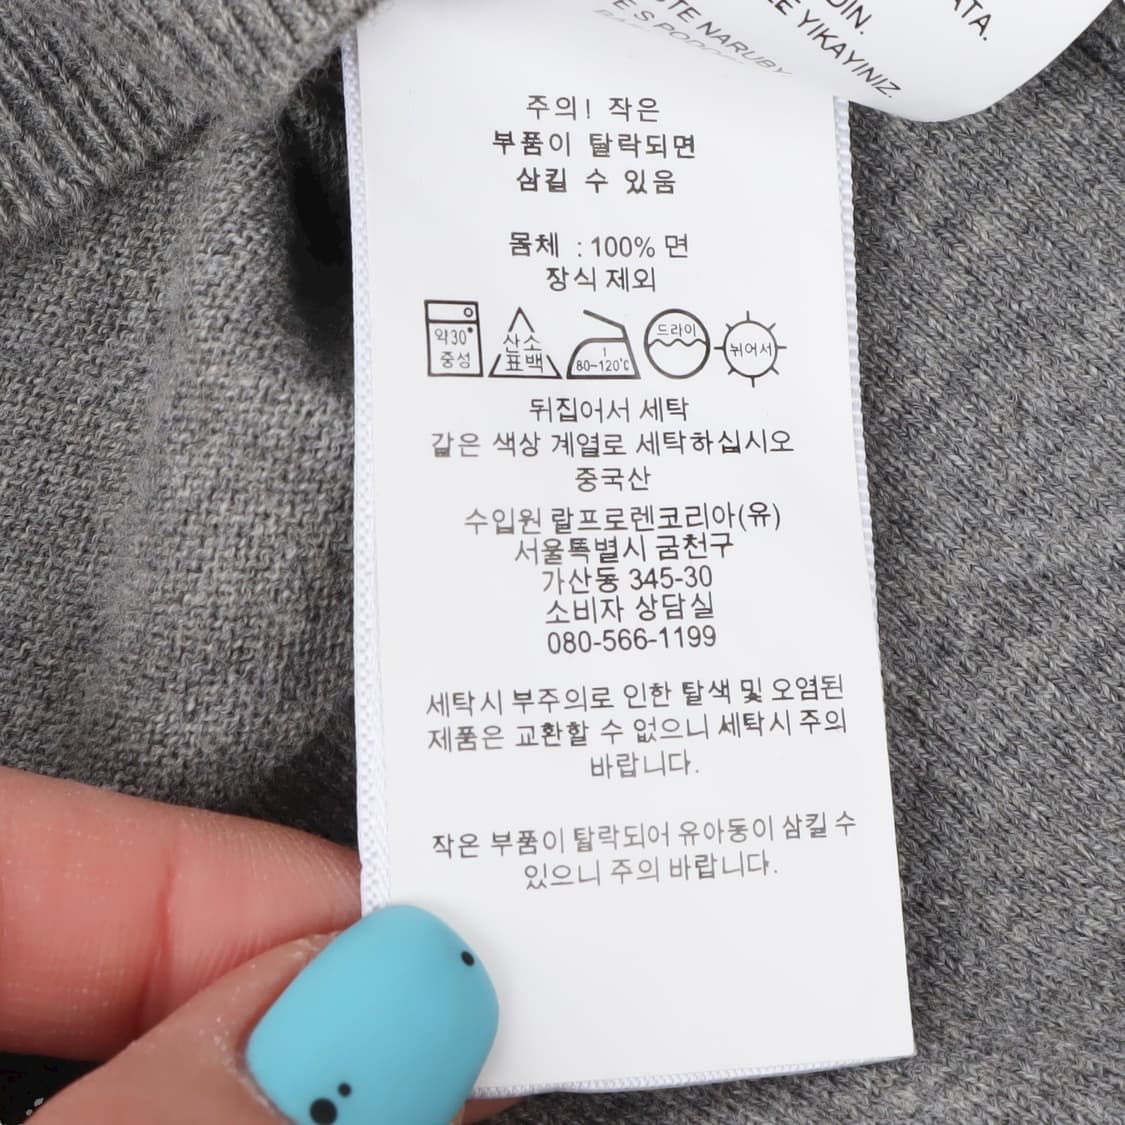 ATA.
DIN.
E YIKAYINIZ.
STE NARUBY
주의! 작은
부품이 탈락되면
삼킬 수 있음
몸체 : 100% 면
장식 제외
약30°
중성
산소
표백
80~120°C
드라이
뉘어서
뒤집어서 세탁
같은 색상 계열로 세탁하십시오
중국산
수입원 랄프로렌코리아(유)
서울특별시 금천구
가산동 345-30
소비자 상담실
080-566-1199
세탁시 부주의로 인한 탈색 및 오염된
제품은 교환할 수 없으니 세탁시 주의
바랍니다.
작은 부품이 탈락되어 유아동이 삼킬 수
있으니 주의 바랍니다.